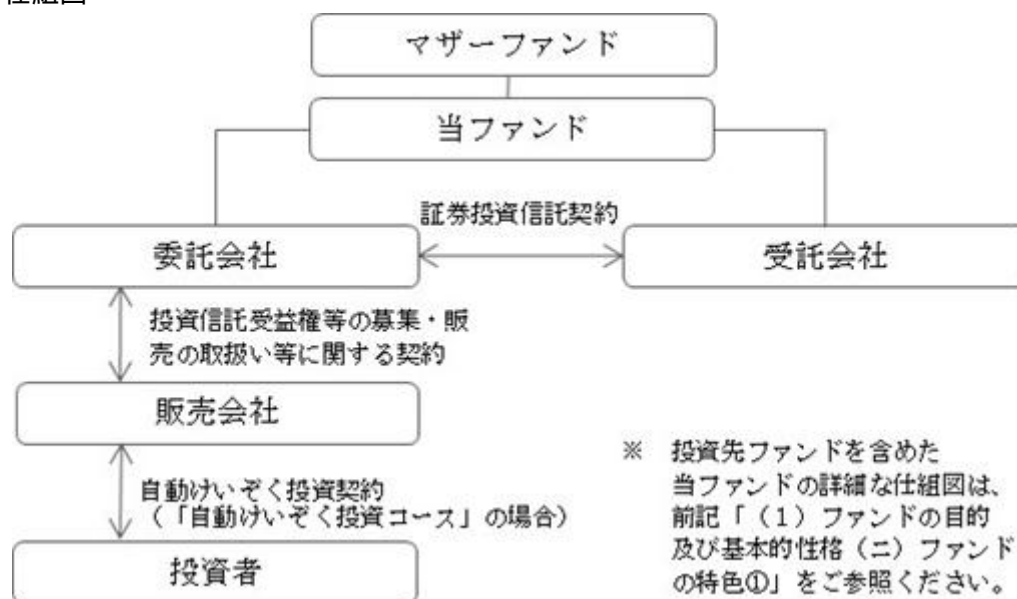 マザーファンド
当ファンド
証券投資信託契約
委託会社
受託会社
投資信託受益権等の募集・販
売の取扱い等に関する契約
販売会社
自動けいぞく投資契約
(「自動けいぞく投資コース」の場合)
投資者
※ 投資先ファンドを含めた
当ファンドの詳細な仕組図は、
前記「(1)ファンドの目的
及び基本的性格(ニ)ファンド
の特色①」をご参照ください。